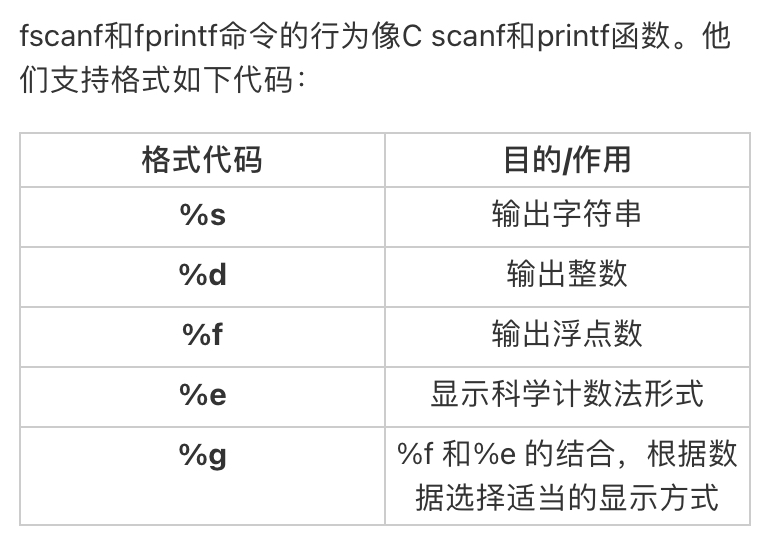 fscanf和fprintf命令的行为像C scanf和printf函数。他
们支持格式如下代码：
格式代码 目的/作用
%s 输出字符串
%d 输出整数
%f 输出浮点数
%e 显示科学计数法形式
%g %f 和%e 的结合，根据数
据选择适当的显示方式